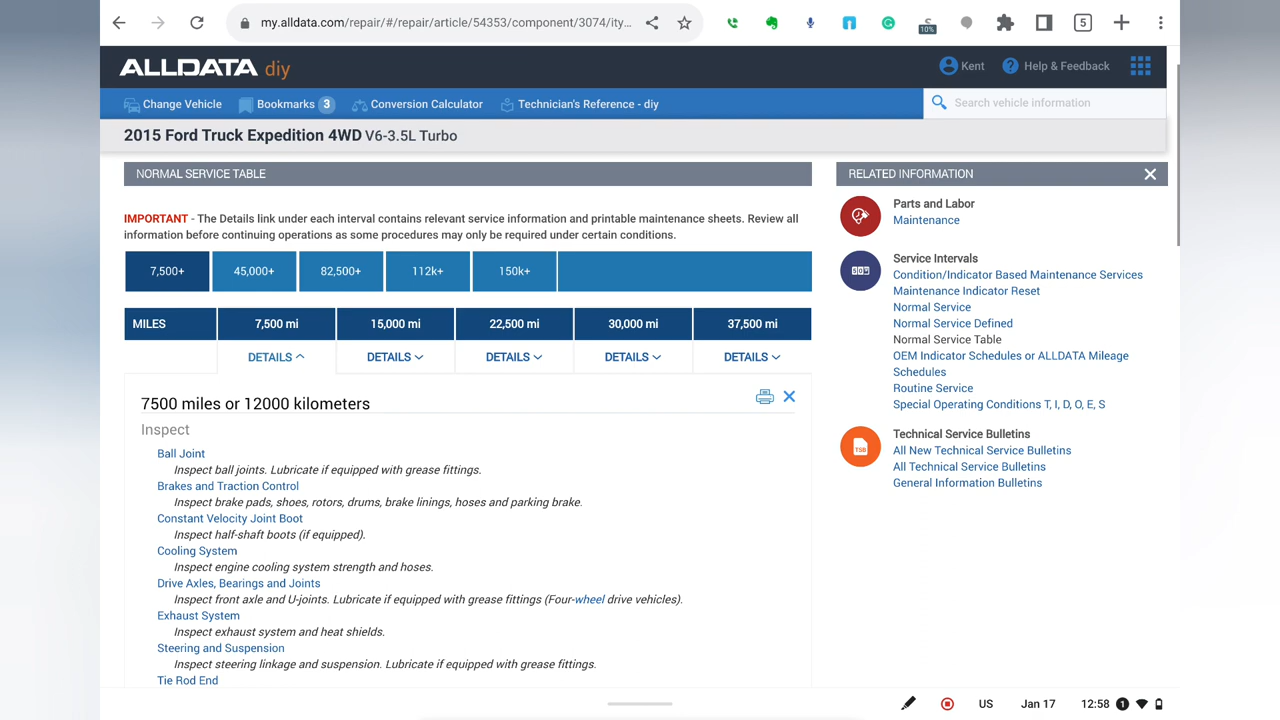 my.alldata.com/repair/#/repair/article/54353/component/3074/ity...
10%
5
ALLDATA diy
Kent
Help & Feedback
Change Vehicle
Bookmarks 3
Conversion Calculator
Technician's Reference - diy
Search vehicle information
2015 Ford Truck Expedition 4WD V6-3.5L Turbo
NORMAL SERVICE TABLE
IMPORTANT - The Details link under each interval contains relevant service information and printable maintenance sheets. Review all
information before continuing operations as some procedures may only be required under certain conditions.
7,500+ 45,000+ 82,500+ 112k+ 150k+
MILES 7,500 mi 15,000 mi 22,500 mi 30,000 mi 37,500 mi
DETAILS DETAILS DETAILS DETAILS DETAILS
7500 miles or 12000 kilometers
Inspect
Ball Joint
Inspect ball joints. Lubricate if equipped with grease fittings.
Brakes and Traction Control
Inspect brake pads, shoes, rotors, drums, brake linings, hoses and parking brake.
Constant Velocity Joint Boot
Inspect half-shaft boots (if equipped).
Cooling System
Inspect engine cooling system strength and hoses.
Drive Axles, Bearings and Joints
Inspect front axle and U-joints. Lubricate if equipped with grease fittings (Four-wheel drive vehicles).
Exhaust System
Inspect exhaust system and heat shields.
Steering and Suspension
Inspect steering linkage and suspension. Lubricate if equipped with grease fittings.
Tie Rod End
RELATED INFORMATION
Parts and Labor
Maintenance
Service Intervals
Condition/Indicator Based Maintenance Services
Maintenance Indicator Reset
Normal Service
Normal Service Defined
Normal Service Table
OEM Indicator Schedules or ALLDATA Mileage
Schedules
Routine Service
Special Operating Conditions T, I, D, O, E, S
TSB
Technical Service Bulletins
All New Technical Service Bulletins
All Technical Service Bulletins
General Information Bulletins
US Jan 17 12:58 1